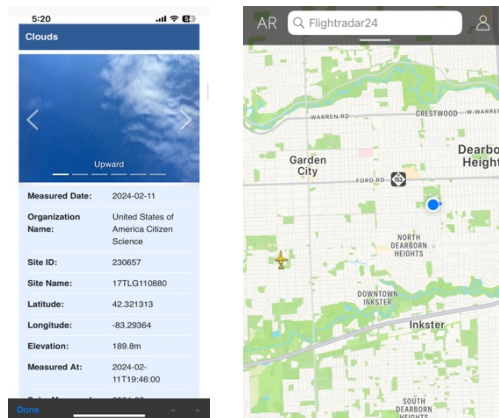 5:20
Clouds
Upward
Measured Date: 2024-02-11
Organization Name: United States of America Citizen Science
Site ID: 230657
Site Name: 17TLG110880
Latitude: 42.321313
Longitude: -83.29364
Elevation: 189.8m
Measured At: 2024-02-11T19:46:00
Done
AR
Flightradar24
WARREN RD
CRESTWOOD
W WARREN
Garden City
Dearbo
Height
FORD RD
153
NORTH DEARBORN HEIGHTS
DOWNTOWN INKSTER
Inkster
SOUTH DEARBORN HEIGHTS